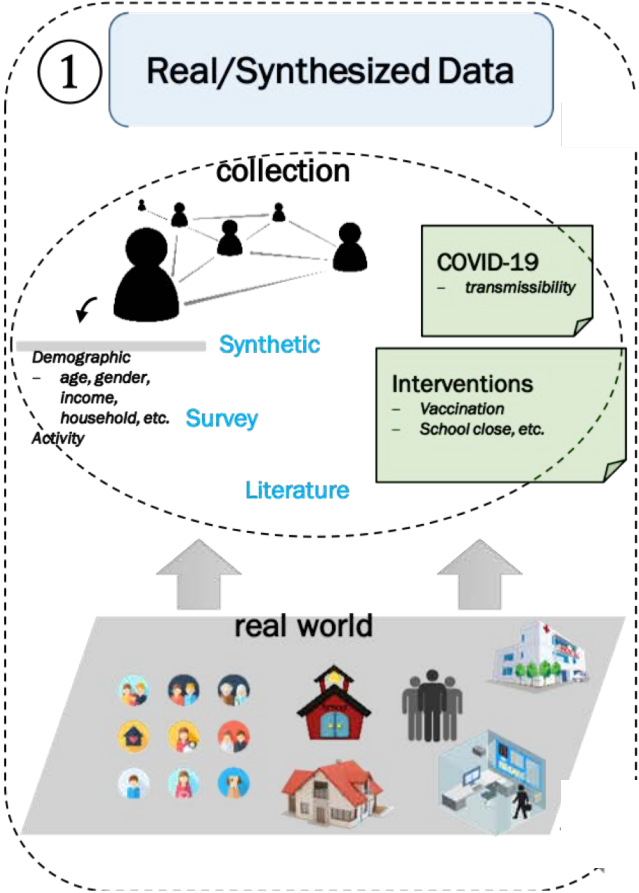 1
Real/Synthesized Data
collection
COVID-19
– transmissibility
Synthetic
Demographic
– age, gender,
income,
household, etc.
Activity
Survey
Interventions
– Vaccination
– School close, etc.
Literature
real world